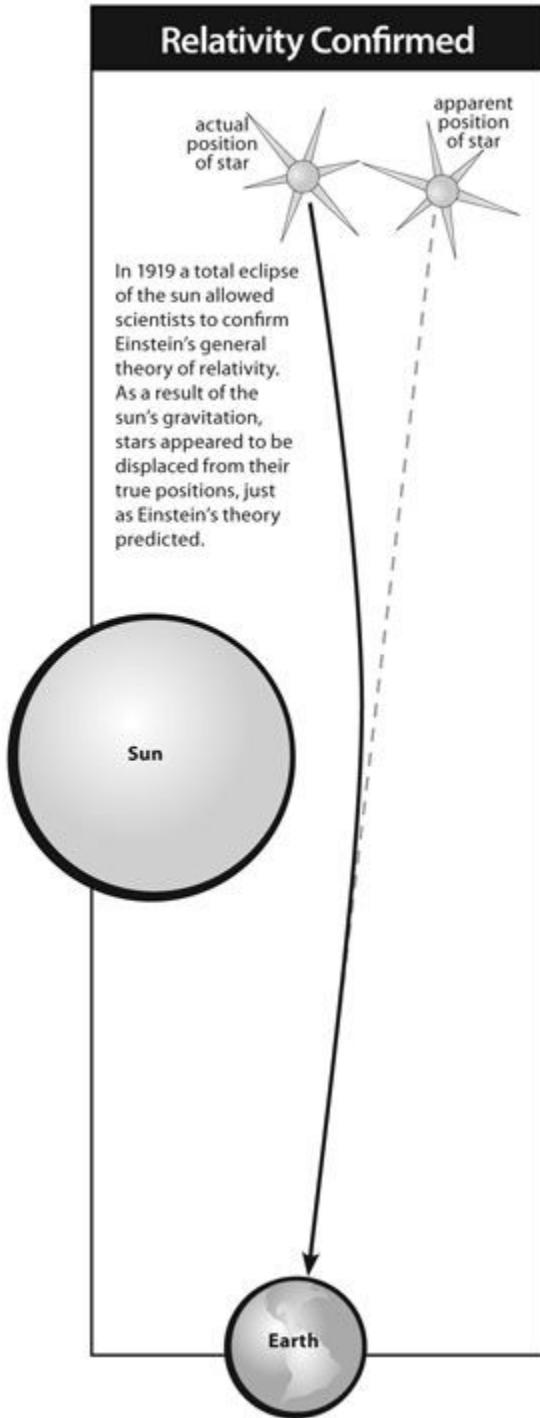 Relativity Confirmed
actual
position
of star
apparent
position
of star
In 1919 a total eclipse
of the sun allowed
scientists to confirm
Einstein’s general
theory of relativity.
As a result of the
sun’s gravitation,
stars appeared to be
displaced from their
true positions, just
as Einstein’s theory
predicted.
Sun
Earth